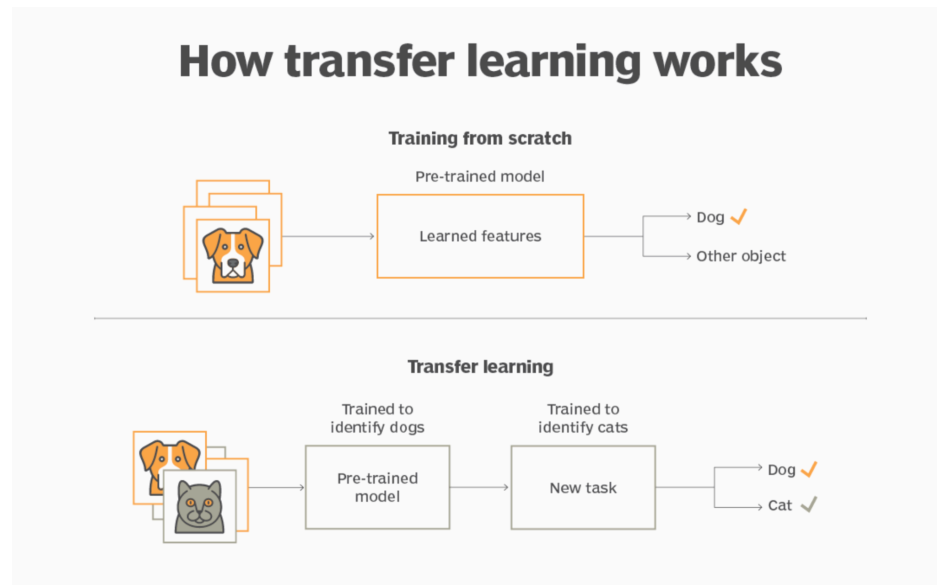 How transfer learning works
Training from scratch
Pre-trained model
Learned features
Dog
Other object
Transfer learning
Trained to
identify dogs
Trained to
identify cats
Pre-trained
model
New task
Dog
Cat